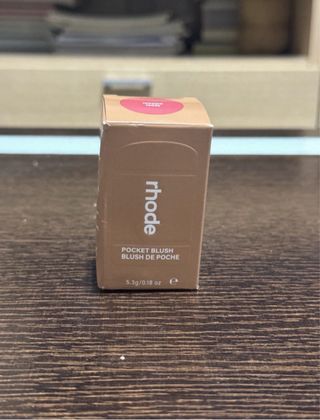 rhode
POCKET BLUSH
BLUSH DE POCHE
5.3g/0.18 oz ℮